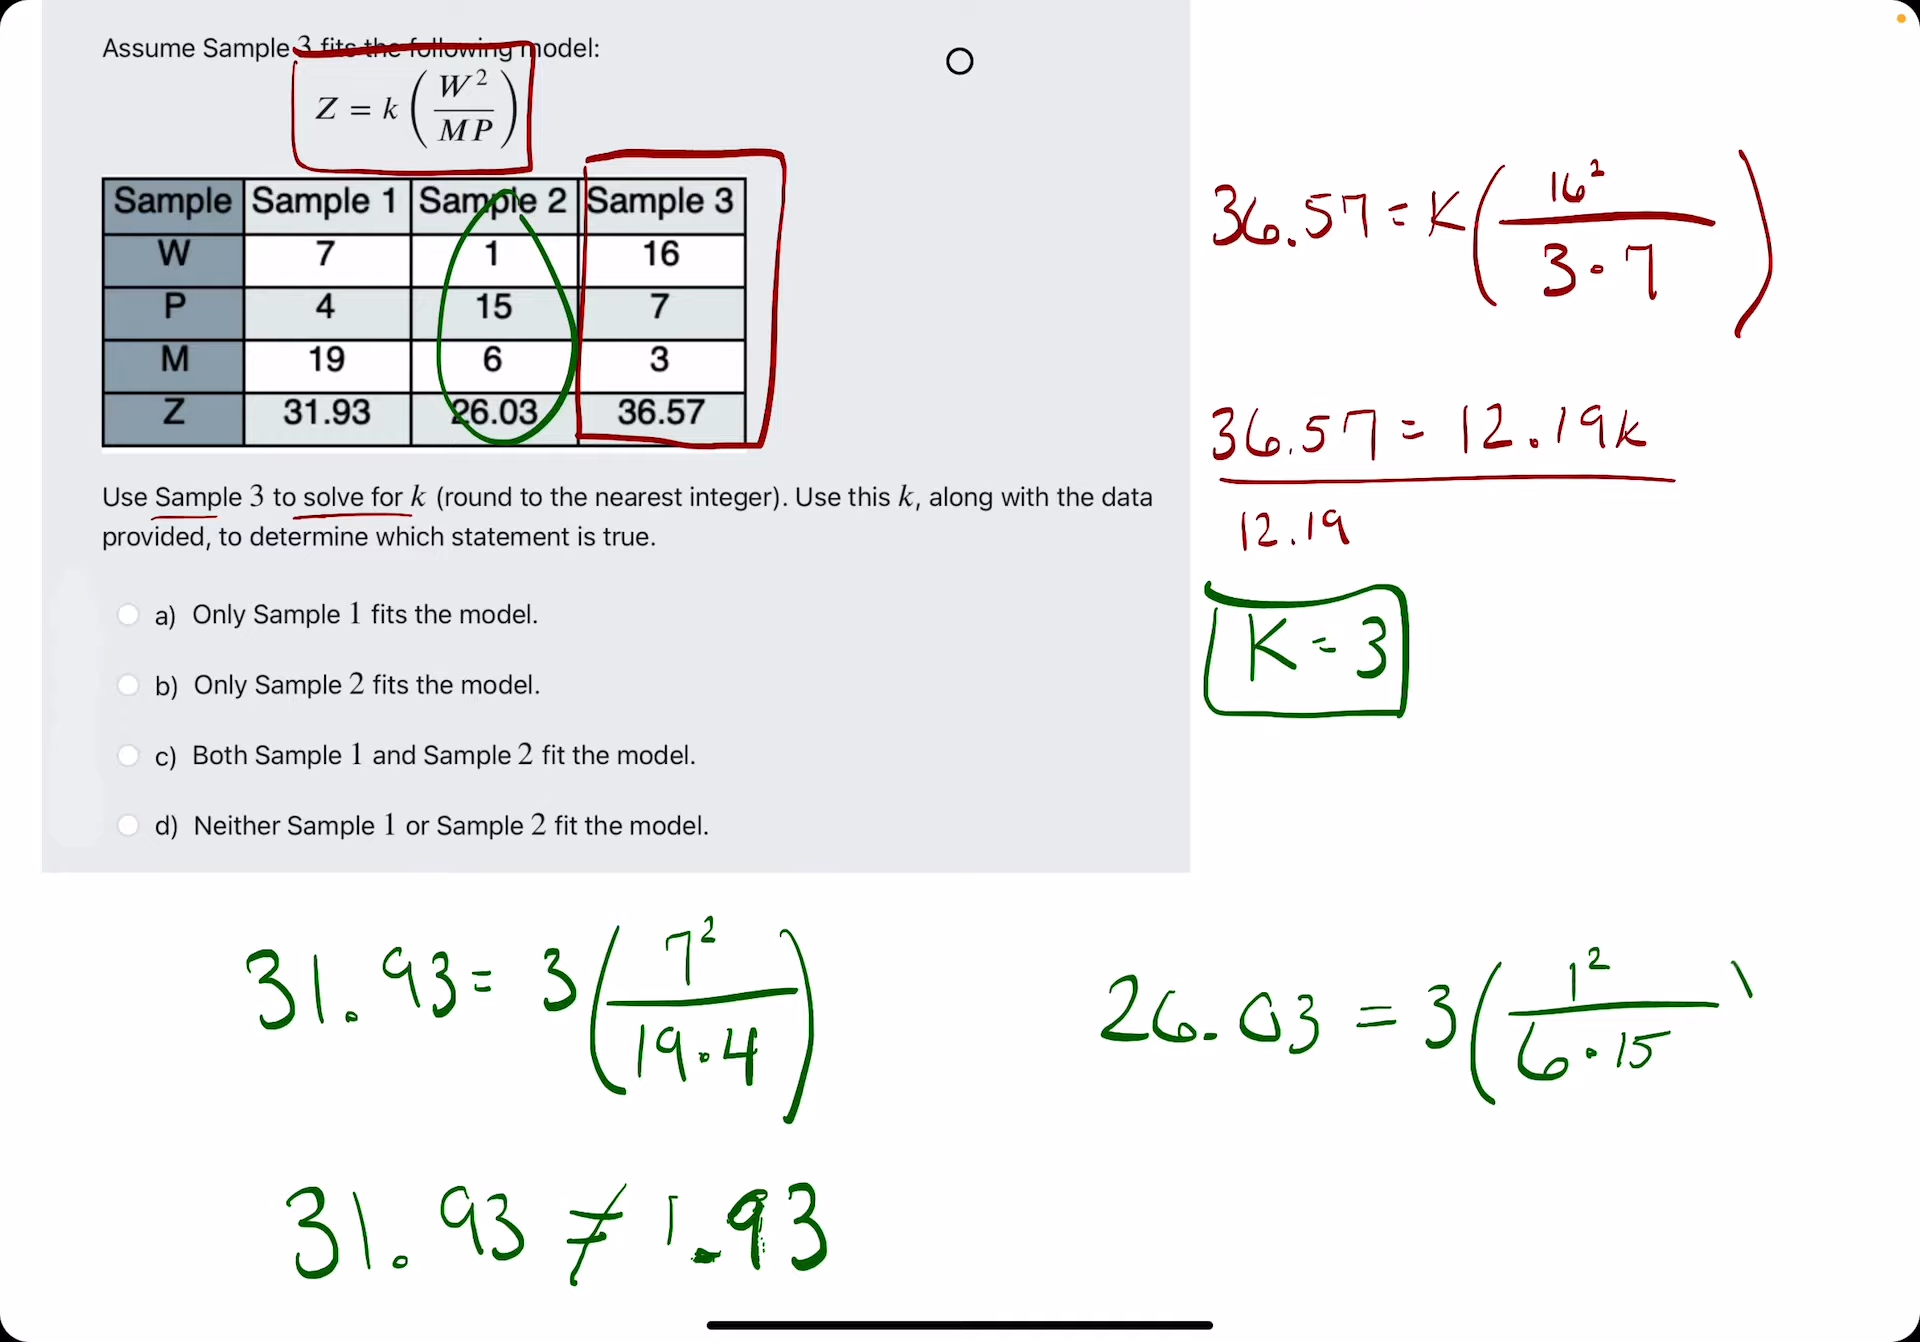 Assume Sample 3 fits the following model:
Z = k ( W² / MP )
Sample Sample 1 Sample 2 Sample 3
W 7 1 16
P 4 15 7
M 19 6 3
Z 31.93 26.03 36.57
Use Sample 3 to solve for k (round to the nearest integer). Use this k, along with the data
provided, to determine which statement is true.
a) Only Sample 1 fits the model.
b) Only Sample 2 fits the model.
c) Both Sample 1 and Sample 2 fit the model.
d) Neither Sample 1 or Sample 2 fit the model.
36.57 = K ( 16² / 3·7 )
36.57 = 12.19k
12.19
K = 3
31.93 = 3 ( 7² / 19·4 )
31.93 ≠ 1.93
26.03 = 3 ( 1² / 6·15 )